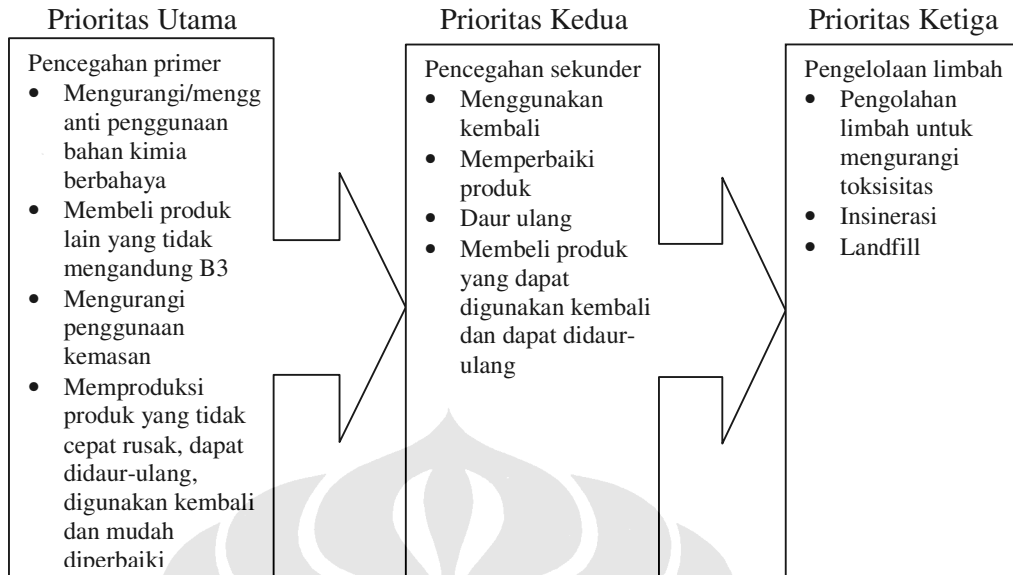 Prioritas Utama
Pencegahan primer
• Mengurangi/mengg
anti penggunaan
bahan kimia
berbahaya
• Membeli produk
lain yang tidak
mengandung B3
• Mengurangi
penggunaan
kemasan
• Memproduksi
produk yang tidak
cepat rusak, dapat
didaur-ulang,
digunakan kembali
dan mudah
diperbaiki
Prioritas Kedua
Pencegahan sekunder
• Menggunakan
kembali
• Memperbaiki
produk
• Daur ulang
• Membeli produk
yang dapat
digunakan kembali
dan dapat didaur-
ulang
Prioritas Ketiga
Pengelolaan limbah
• Pengolahan
limbah untuk
mengurangi
toksisitas
• Insinerasi
• Landfill